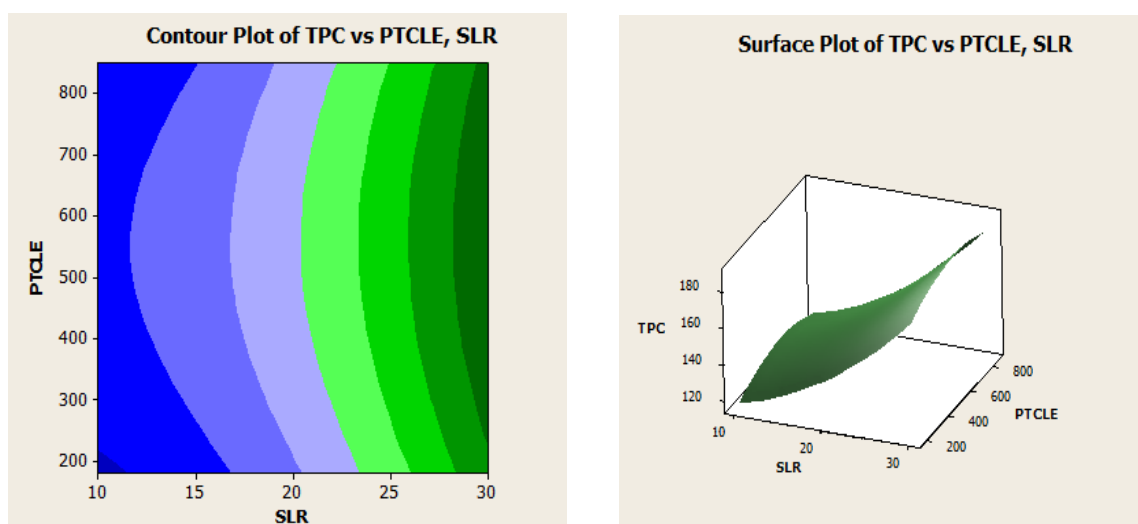 Contour Plot of TPC vs PTCLE, SLR
800
700
600
500
400
300
200
PTCLE
10 15 20 25 30
SLR
Surface Plot of TPC vs PTCLE, SLR
180
160
140
120
TPC
10
20
30
SLR
200
400
600
800
PTCLE